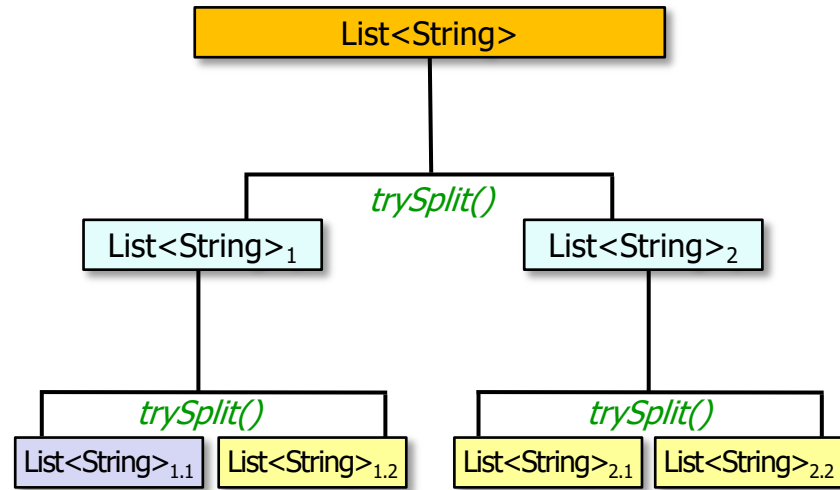 List<String>
trySplit()
List<String>1
List<String>2
trySplit()
trySplit()
List<String>1.1
List<String>1.2
List<String>2.1
List<String>2.2